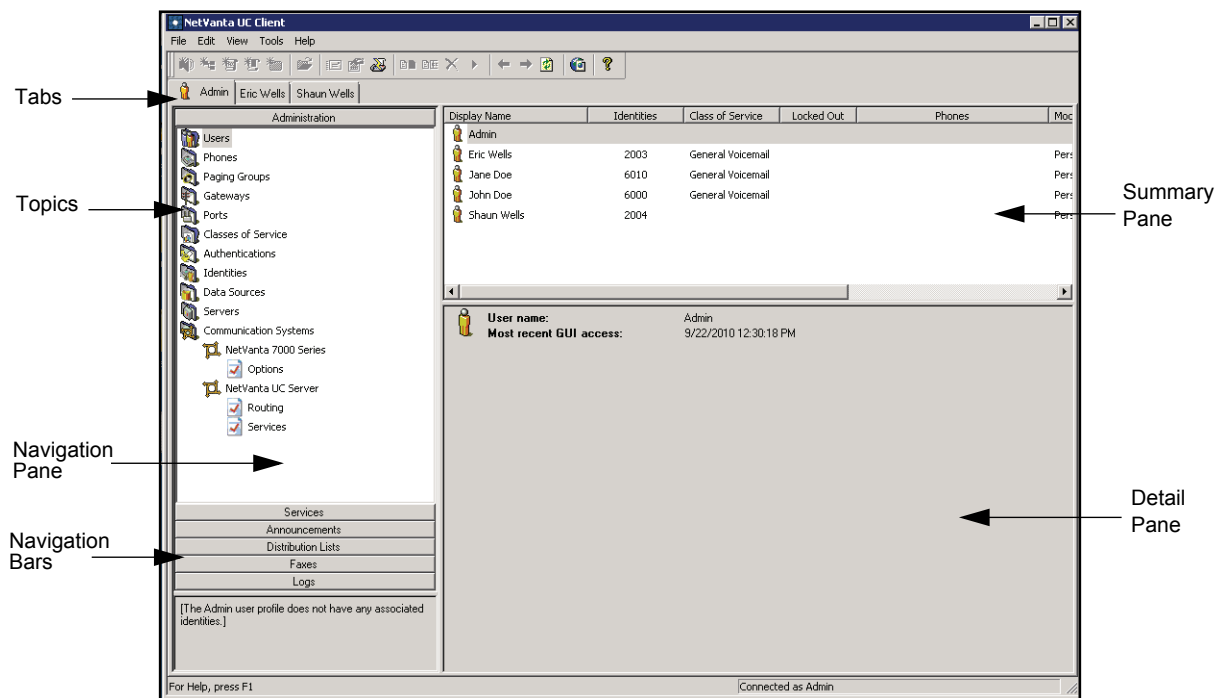 NetVanta UC Client
File Edit View Tools Help
Admin Eric Wells Shaun Wells
Tabs
Administration
Users
Phones
Paging Groups
Gateways
Topics
Ports
Classes of Service
Authentications
Identities
Data Sources
Servers
Communication Systems
NetVanta 7000 Series
Options
NetVanta UC Server
Routing
Services
Navigation
Pane
Services
Announcements
Distribution Lists
Faxes
Logs
Navigation
Bars
[The Admin user profile does not have any associated
identities.]
Display Name Identities Class of Service Locked Out Phones Moc
Admin
Eric Wells 2003 General Voicemail Pers
Jane Doe 6010 General Voicemail Pers
John Doe 6000 General Voicemail Pers
Shaun Wells 2004 Pers
Summary
Pane
User name: Admin
Most recent GUI access: 9/22/2010 12:30:18 PM
Detail
Pane
For Help, press F1 Connected as Admin